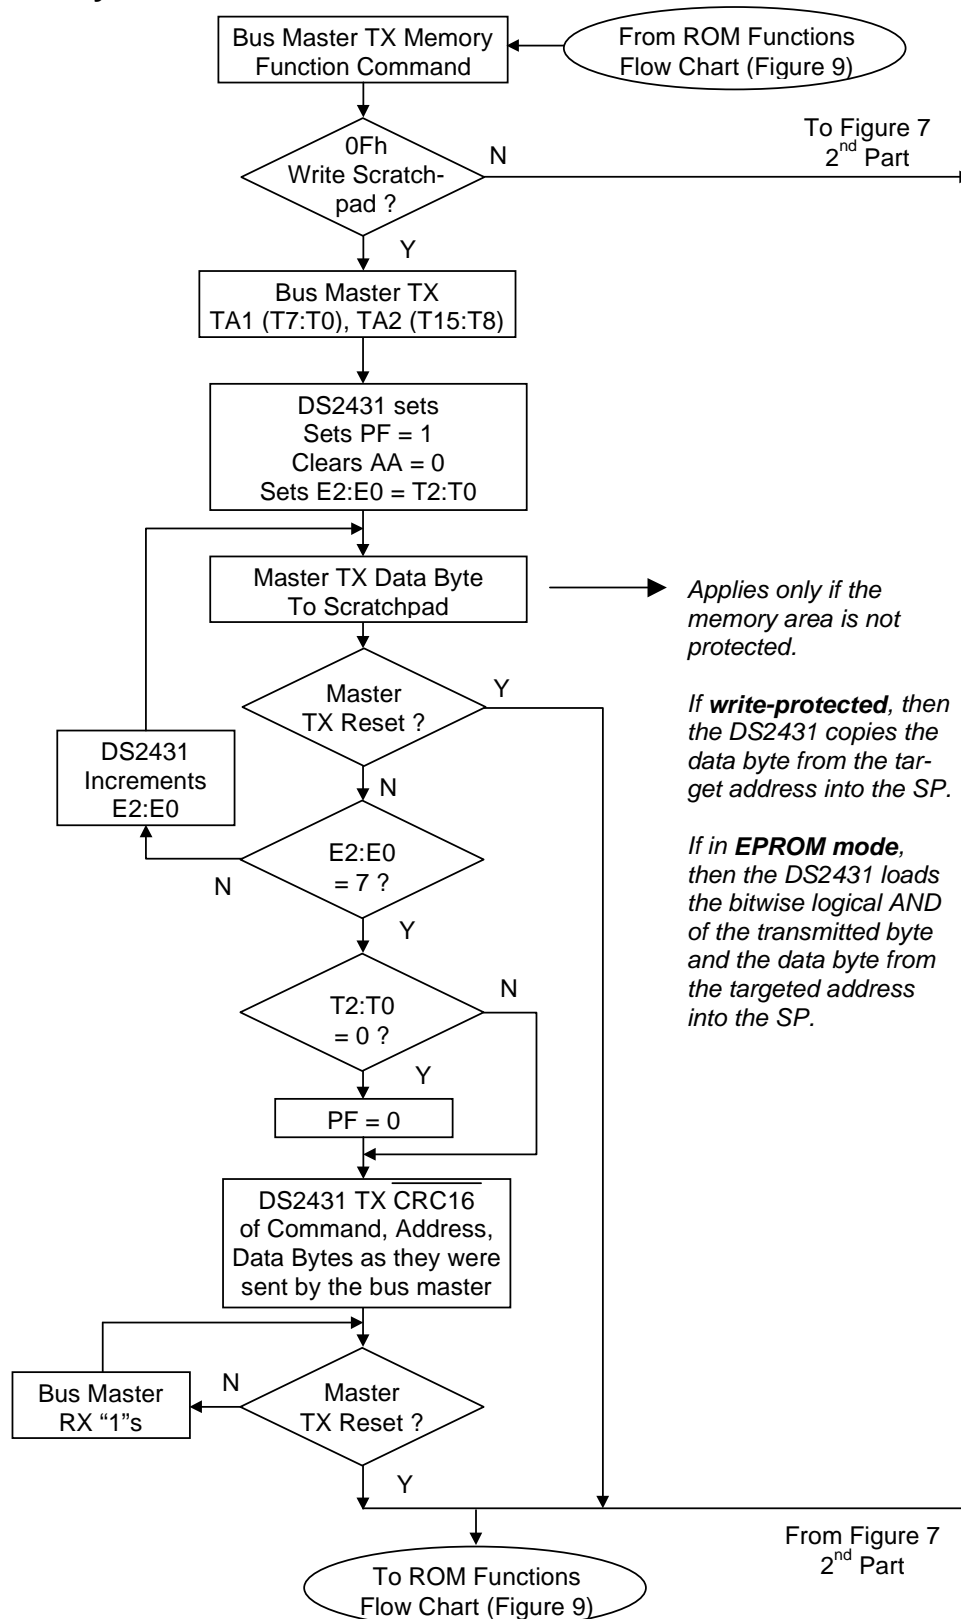 Bus Master TX Memory
Function Command
From ROM Functions
Flow Chart (Figure 9)
To Figure 7
2nd Part
0Fh
Write Scratch-
pad ?
N
Y
Bus Master TX
TA1 (T7:T0), TA2 (T15:T8)
DS2431 sets
Sets PF = 1
Clears AA = 0
Sets E2:E0 = T2:T0
Master TX Data Byte
To Scratchpad
Applies only if the
memory area is not
protected.
If write-protected, then
the DS2431 copies the
data byte from the tar-
get address into the SP.
If in EPROM mode,
then the DS2431 loads
the bitwise logical AND
of the transmitted byte
and the data byte from
the targeted address
into the SP.
Master
TX Reset ?
Y
N
DS2431
Increments
E2:E0
E2:E0
= 7 ?
N
Y
T2:T0
= 0 ?
N
Y
PF = 0
DS2431 TX CRC16
of Command, Address,
Data Bytes as they were
sent by the bus master
Bus Master
RX “1”s
N
Master
TX Reset ?
Y
From Figure 7
2nd Part
To ROM Functions
Flow Chart (Figure 9)